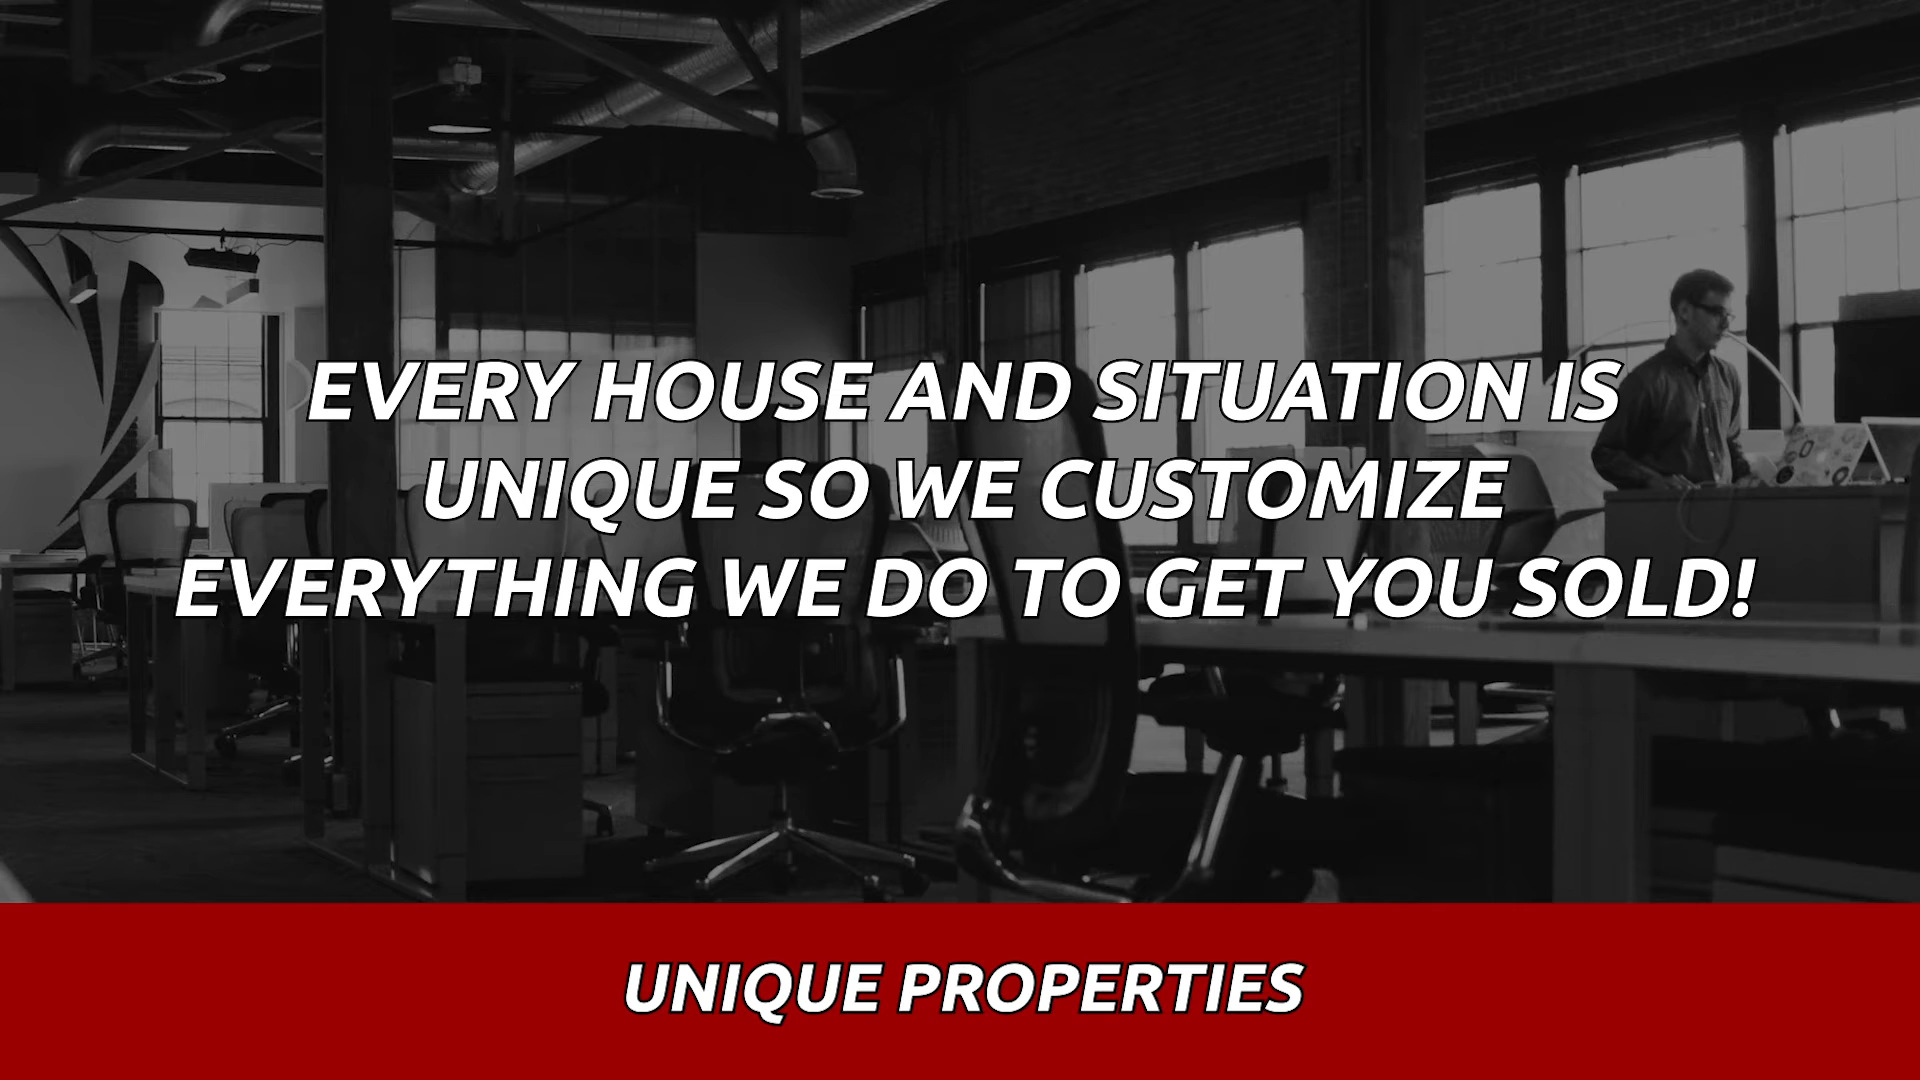 EVERY HOUSE AND SITUATION IS
UNIQUE SO WE CUSTOMIZE
EVERYTHING WE DO TO GET YOU SOLD!
UNIQUE PROPERTIES